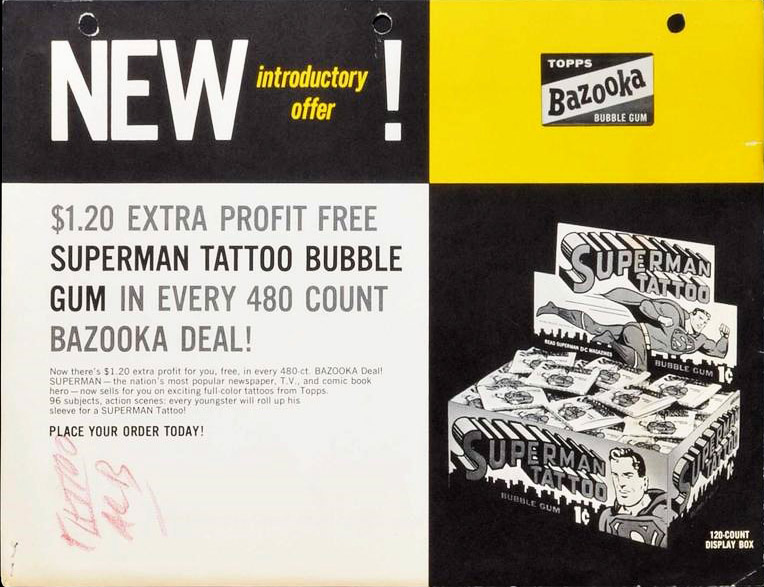 NEW introductory offer !
TOPPS
Bazooka
BUBBLE GUM
$1.20 EXTRA PROFIT FREE
SUPERMAN TATTOO BUBBLE
GUM IN EVERY 480 COUNT
BAZOOKA DEAL!
Now there's $1.20 extra profit for you, free, in every 480-ct. BAZOOKA Deal!
SUPERMAN — the nation's most popular newspaper, T.V., and comic book
hero — now sells for you on exciting full-color tattoos from Topps.
96 subjects, action scenes: every youngster will roll up his
sleeve for a SUPERMAN Tattoo!
PLACE YOUR ORDER TODAY!
SUPERMAN
TATTOO
READ SUPERMAN D-C MAGAZINES
BUBBLE GUM 1¢
SUPERMAN
TATTOO
BUBBLE GUM 1¢
SUPERMAN
TATTOO
1¢
120-COUNT
DISPLAY BOX